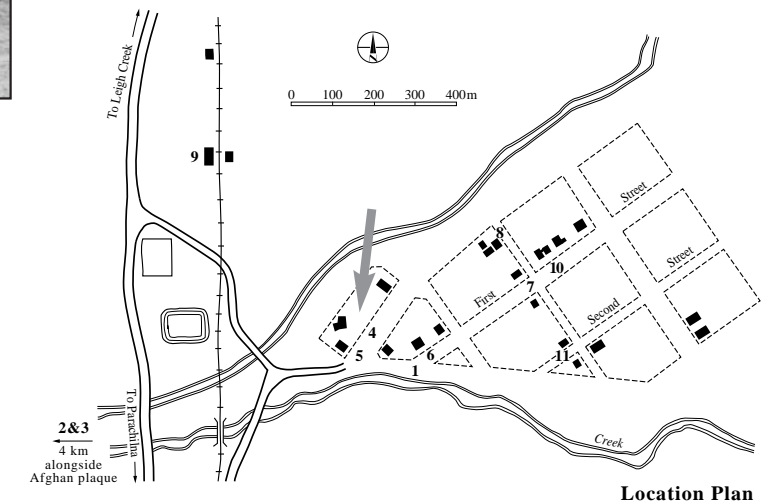 To Leigh Creek
N
0 100 200 300 400m
9
Street
8
Street
10
7
First
Second
4
5
6
11
1
To Parachilna
2&3
4 km
alongside
Afghan plaque
Creek
Location Plan